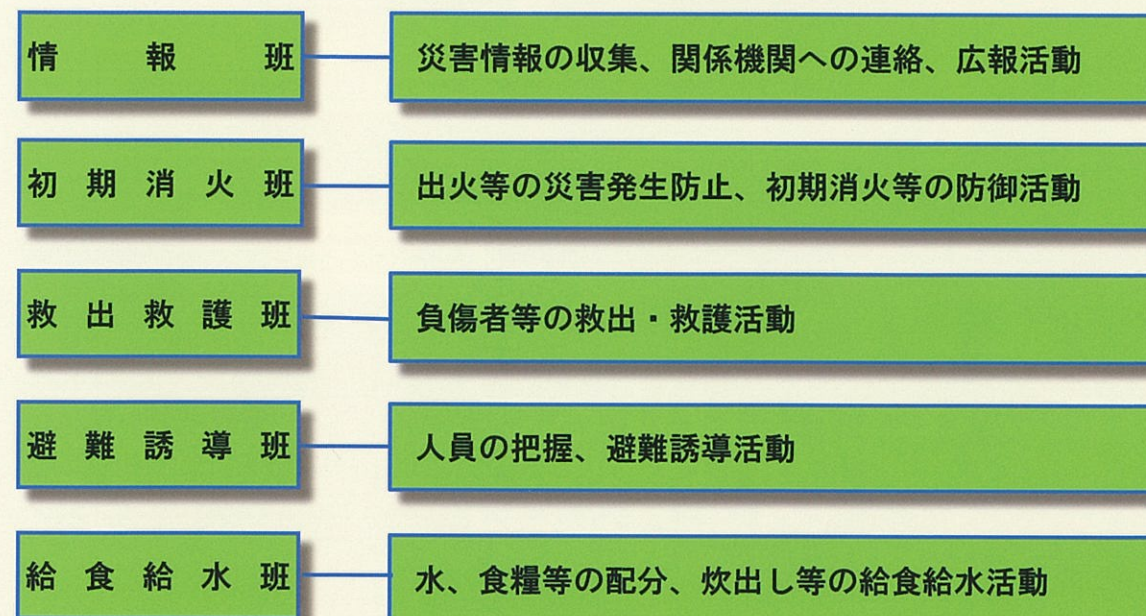 情報班
災害情報の収集、関係機関への連絡、広報活動
初期消火班
出火等の災害発生防止、初期消火等の防御活動
救出救護班
負傷者等の救出・救護活動
避難誘導班
人員の把握、避難誘導活動
給食給水班
水、食糧等の配分、炊出し等の給食給水活動